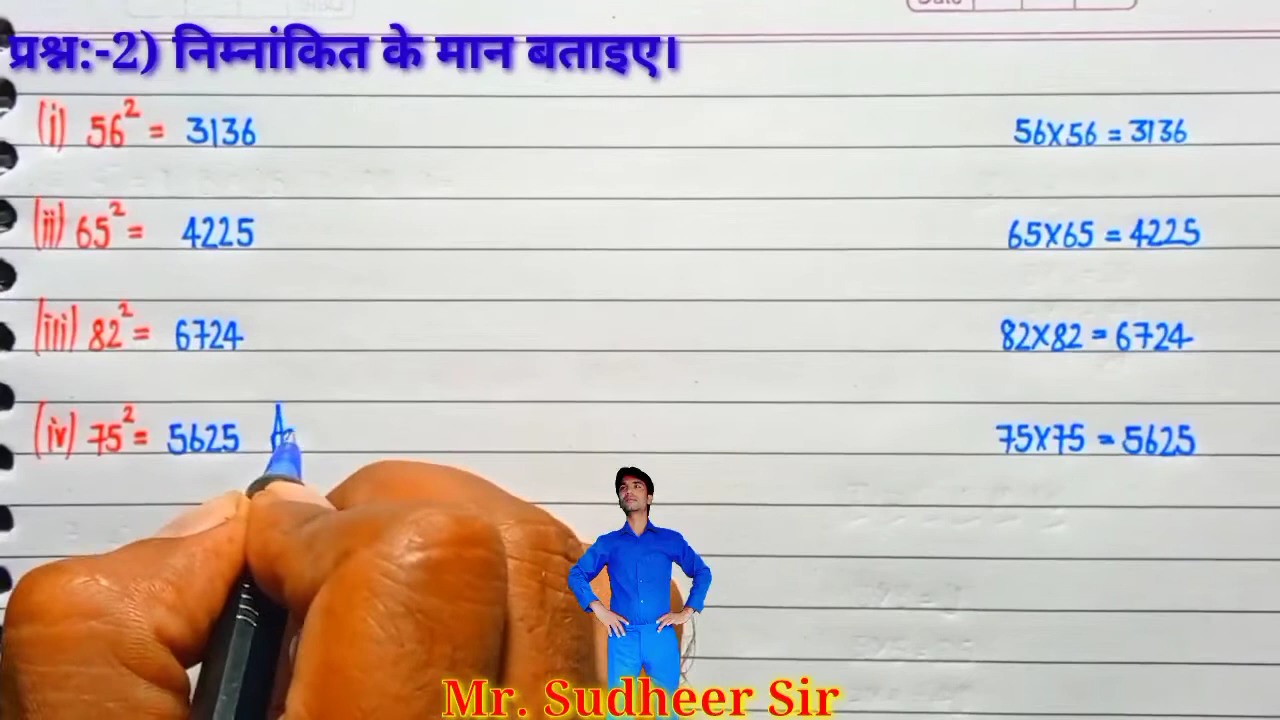 प्रश्न:-2) निम्नांकित के मान बताइए।
(i) 56² = 3136 56×56 = 3136
(ii) 65² = 4225 65×65 = 4225
(iii) 82² = 6724 82×82 = 6724
(iv) 75² = 5625 75×75 = 5625
Mr. Sudheer Sir